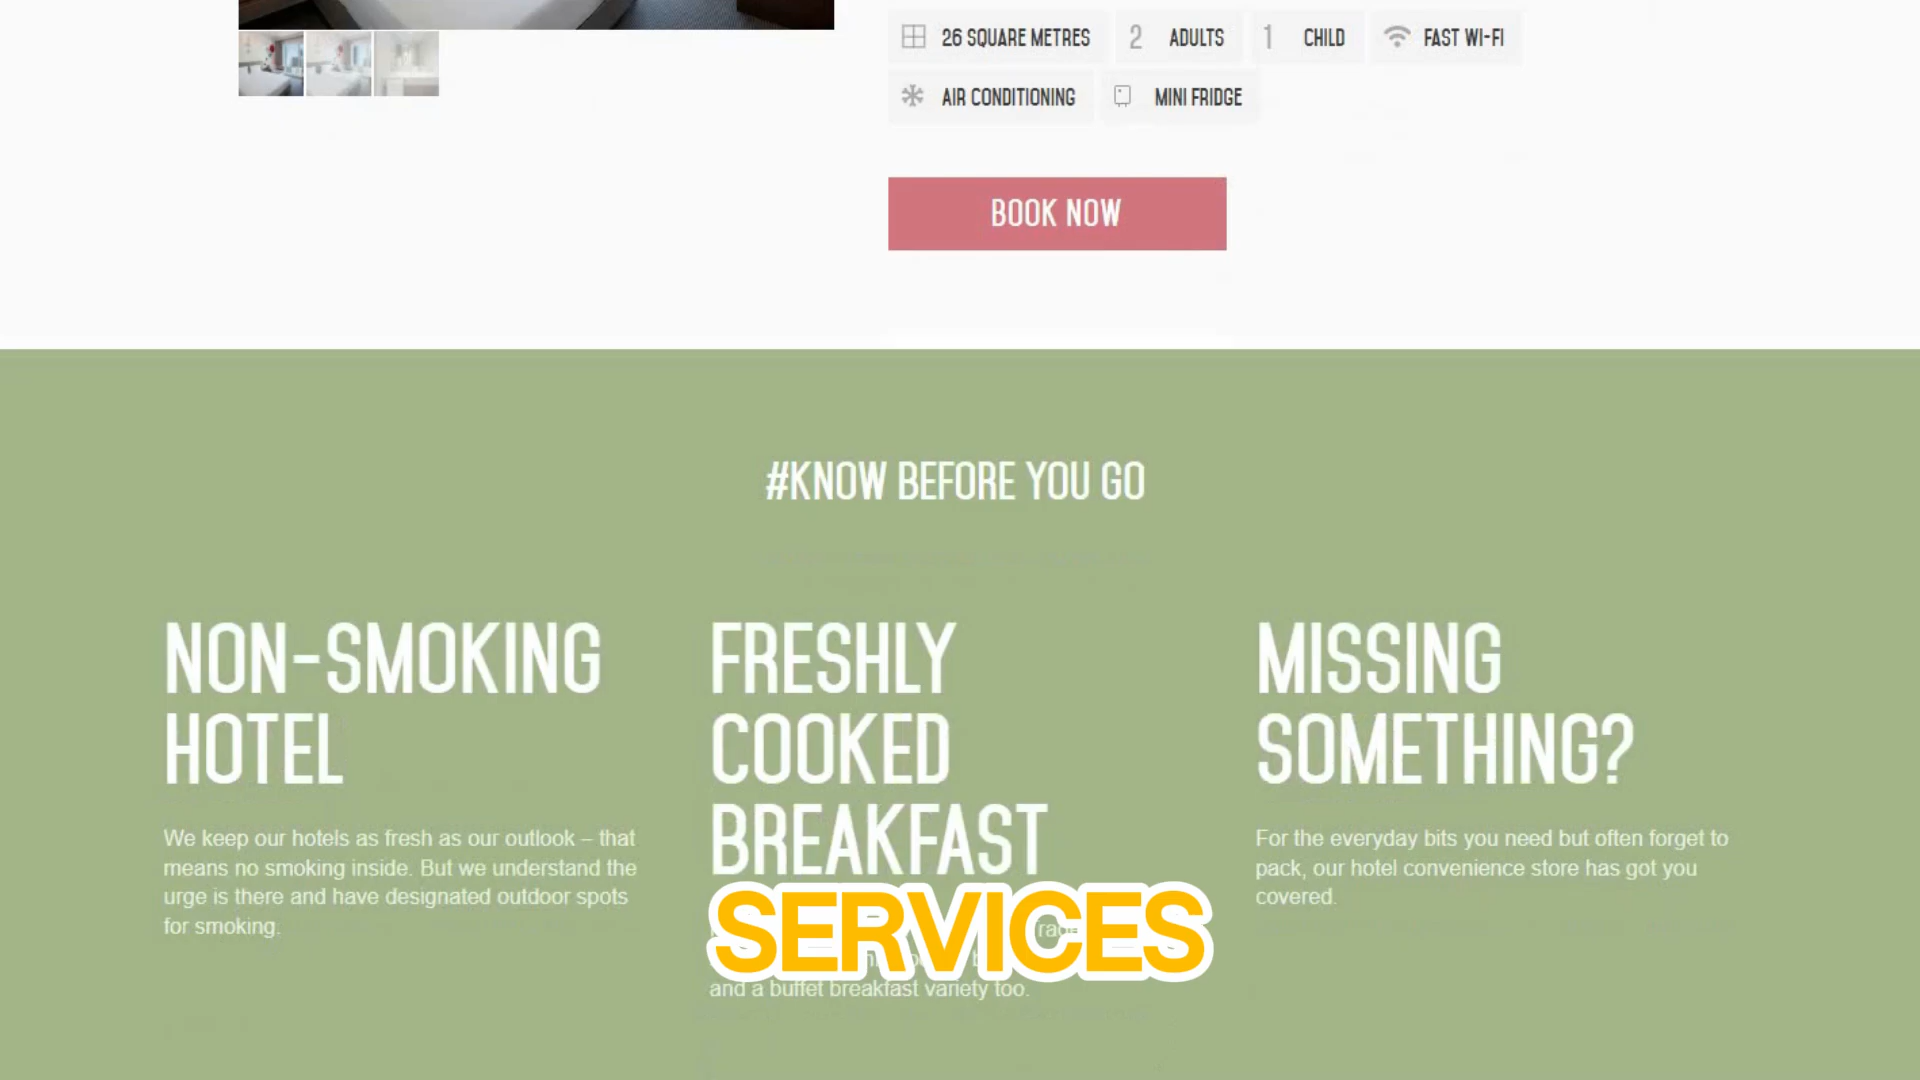 26 SQUARE METRES
2 ADULTS
1 CHILD
FAST WI-FI
AIR CONDITIONING
MINI FRIDGE
BOOK NOW
#KNOW BEFORE YOU GO
NON-SMOKING
HOTEL
We keep our hotels as fresh as our outlook – that
means no smoking inside. But we understand the
urge is there and have designated outdoor spots
for smoking.
FRESHLY
COOKED
BREAKFAST
and a buffet breakfast variety too.
SERVICES
MISSING
SOMETHING?
For the everyday bits you need but often forget to
pack, our hotel convenience store has got you
covered.